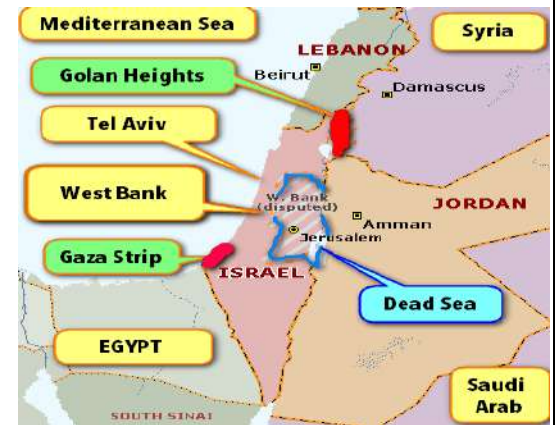 Mediterranean Sea
Syria
LEBANON
Golan Heights
Beirut
Damascus
Tel Aviv
West Bank
W. Bank
(disputed)
JORDAN
Amman
Jerusalem
Gaza Strip
ISRAEL
Dead Sea
EGYPT
Saudi
Arab
SOUTH SINAI